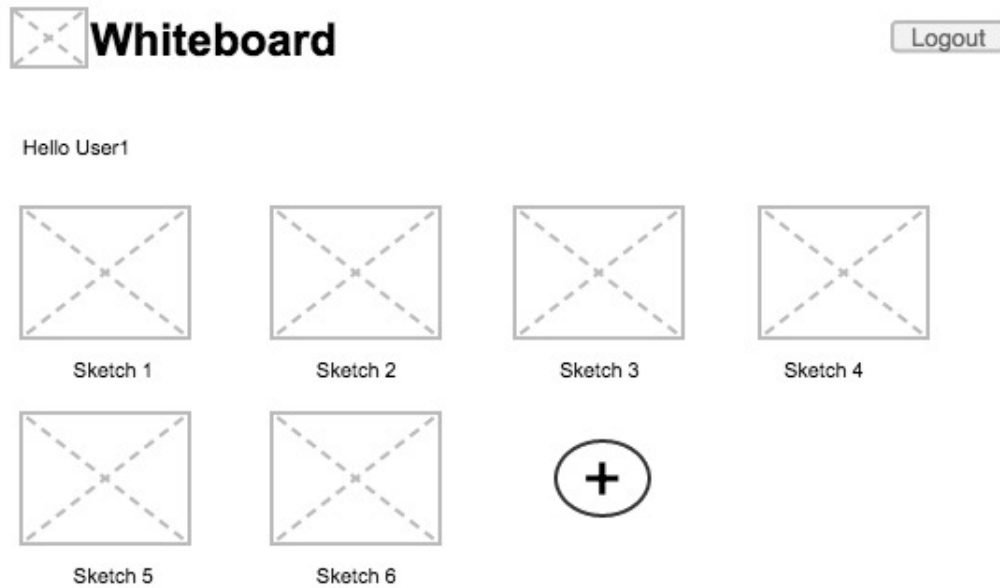 Whiteboard
Logout
Hello User1
Sketch 1
Sketch 2
Sketch 3
Sketch 4
+
Sketch 5
Sketch 6